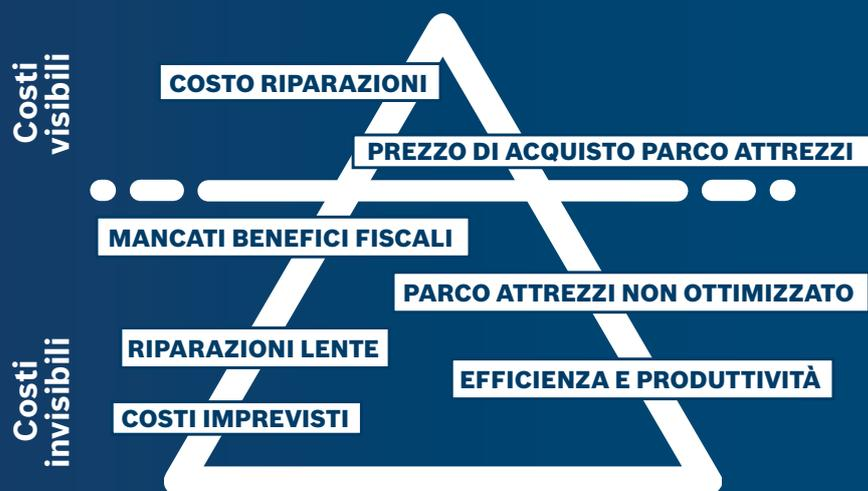 Costi
visibili
COSTO RIPARAZIONI
PREZZO DI ACQUISTO PARCO ATTREZZI
MANCATI BENEFICI FISCALI
PARCO ATTREZZI NON OTTIMIZZATO
Costi
invisibili
RIPARAZIONI LENTE
EFFICIENZA E PRODUTTIVITÀ
COSTI IMPREVISTI